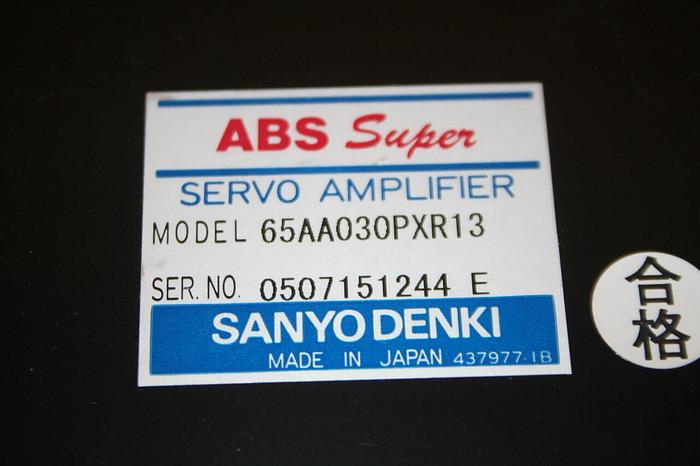 ABS Super
SERVO AMPLIFIER
MODEL 65AA030PXR13
SER. NO. 0507151244 E
SANYO DENKI
MADE IN JAPAN 437977-1B
合
格